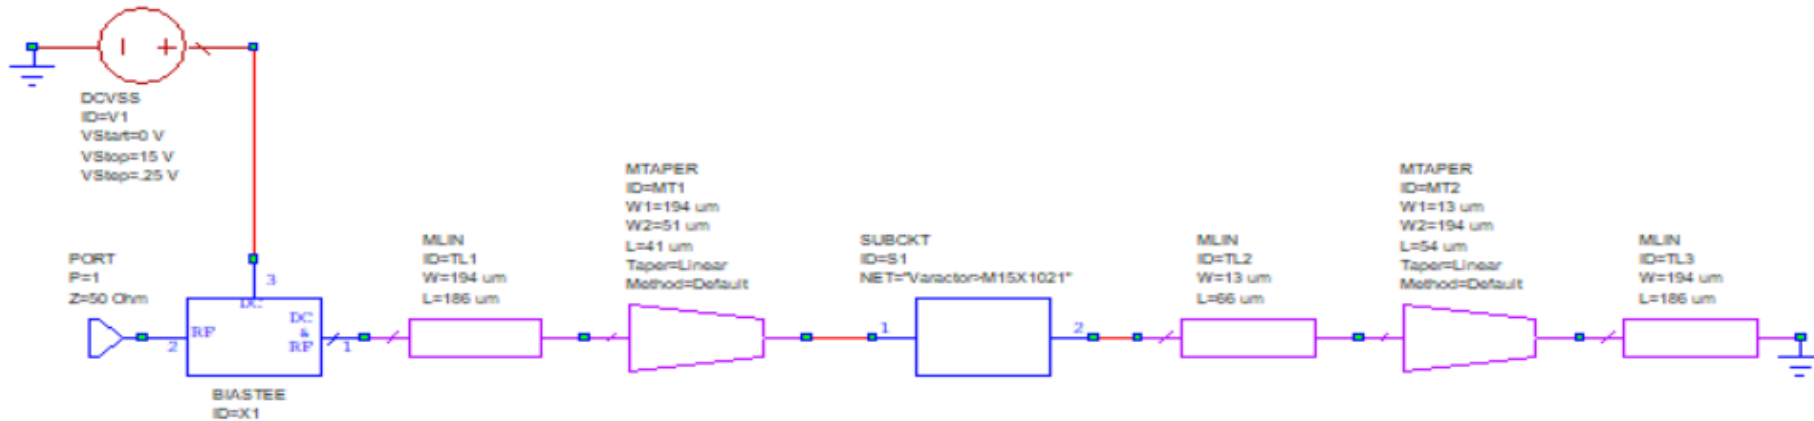 DCVSS
ID=V1
VStart=0 V
VStop=15 V
VStep=.25 V
PORT
P=1
Z=50 Ohm
3
DC
RF
DC
&
RF
2
1
BIASTEE
ID=X1
MLIN
ID=TL1
W=194 um
L=186 um
MTAPER
ID=MT1
W1=194 um
W2=51 um
L=41 um
Taper=Linear
Method=Default
SUBCKT
ID=S1
NET="Varactor>M15X1021"
1
2
MLIN
ID=TL2
W=13 um
L=66 um
MTAPER
ID=MT2
W1=13 um
W2=194 um
L=54 um
Taper=Linear
Method=Default
MLIN
ID=TL3
W=194 um
L=186 um